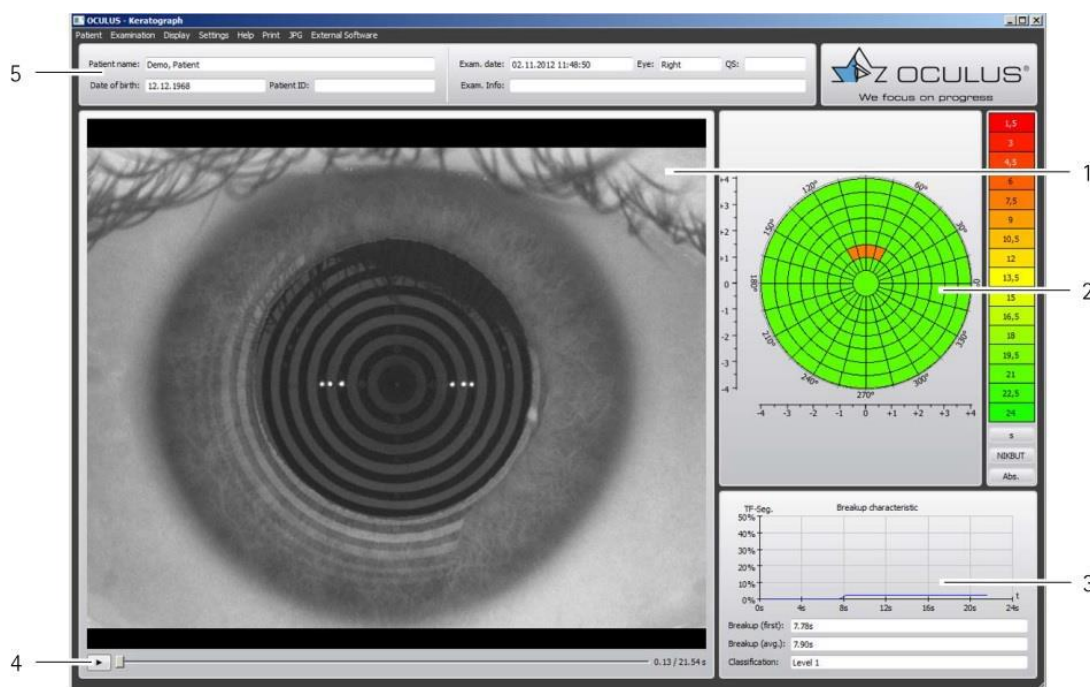 OCULUS - Keratograph
Patient Examination Display Settings Help Print JPG External Software
Patient name: Demo, Patient
Date of birth: 12.12.1968 Patient ID:
Exam. date: 02.11.2012 11:48:50 Eye: Right QS:
Exam. Info:
OCULUS®
We focus on progress
5
1
2
3
4
1,5
3
4,5
6
7,5
9
10,5
12
13,5
15
16,5
18
19,5
21
22,5
24
s
NIKBUT
Abs.
+4
+3
+2
+1
0
-1
-2
-3
-4
120° 60°
150° 30°
180°
210° 330°
240° 300°
270°
-4 -3 -2 -1 0 +1 +2 +3 +4
TF-Seg. Breakup characteristic
50%
40%
30%
20%
10%
0%
t
0s 4s 8s 12s 16s 20s 24s
Breakup (first): 7.78s
Breakup (avg.): 7.90s
Classification: Level 1
0.13 / 21.54 s